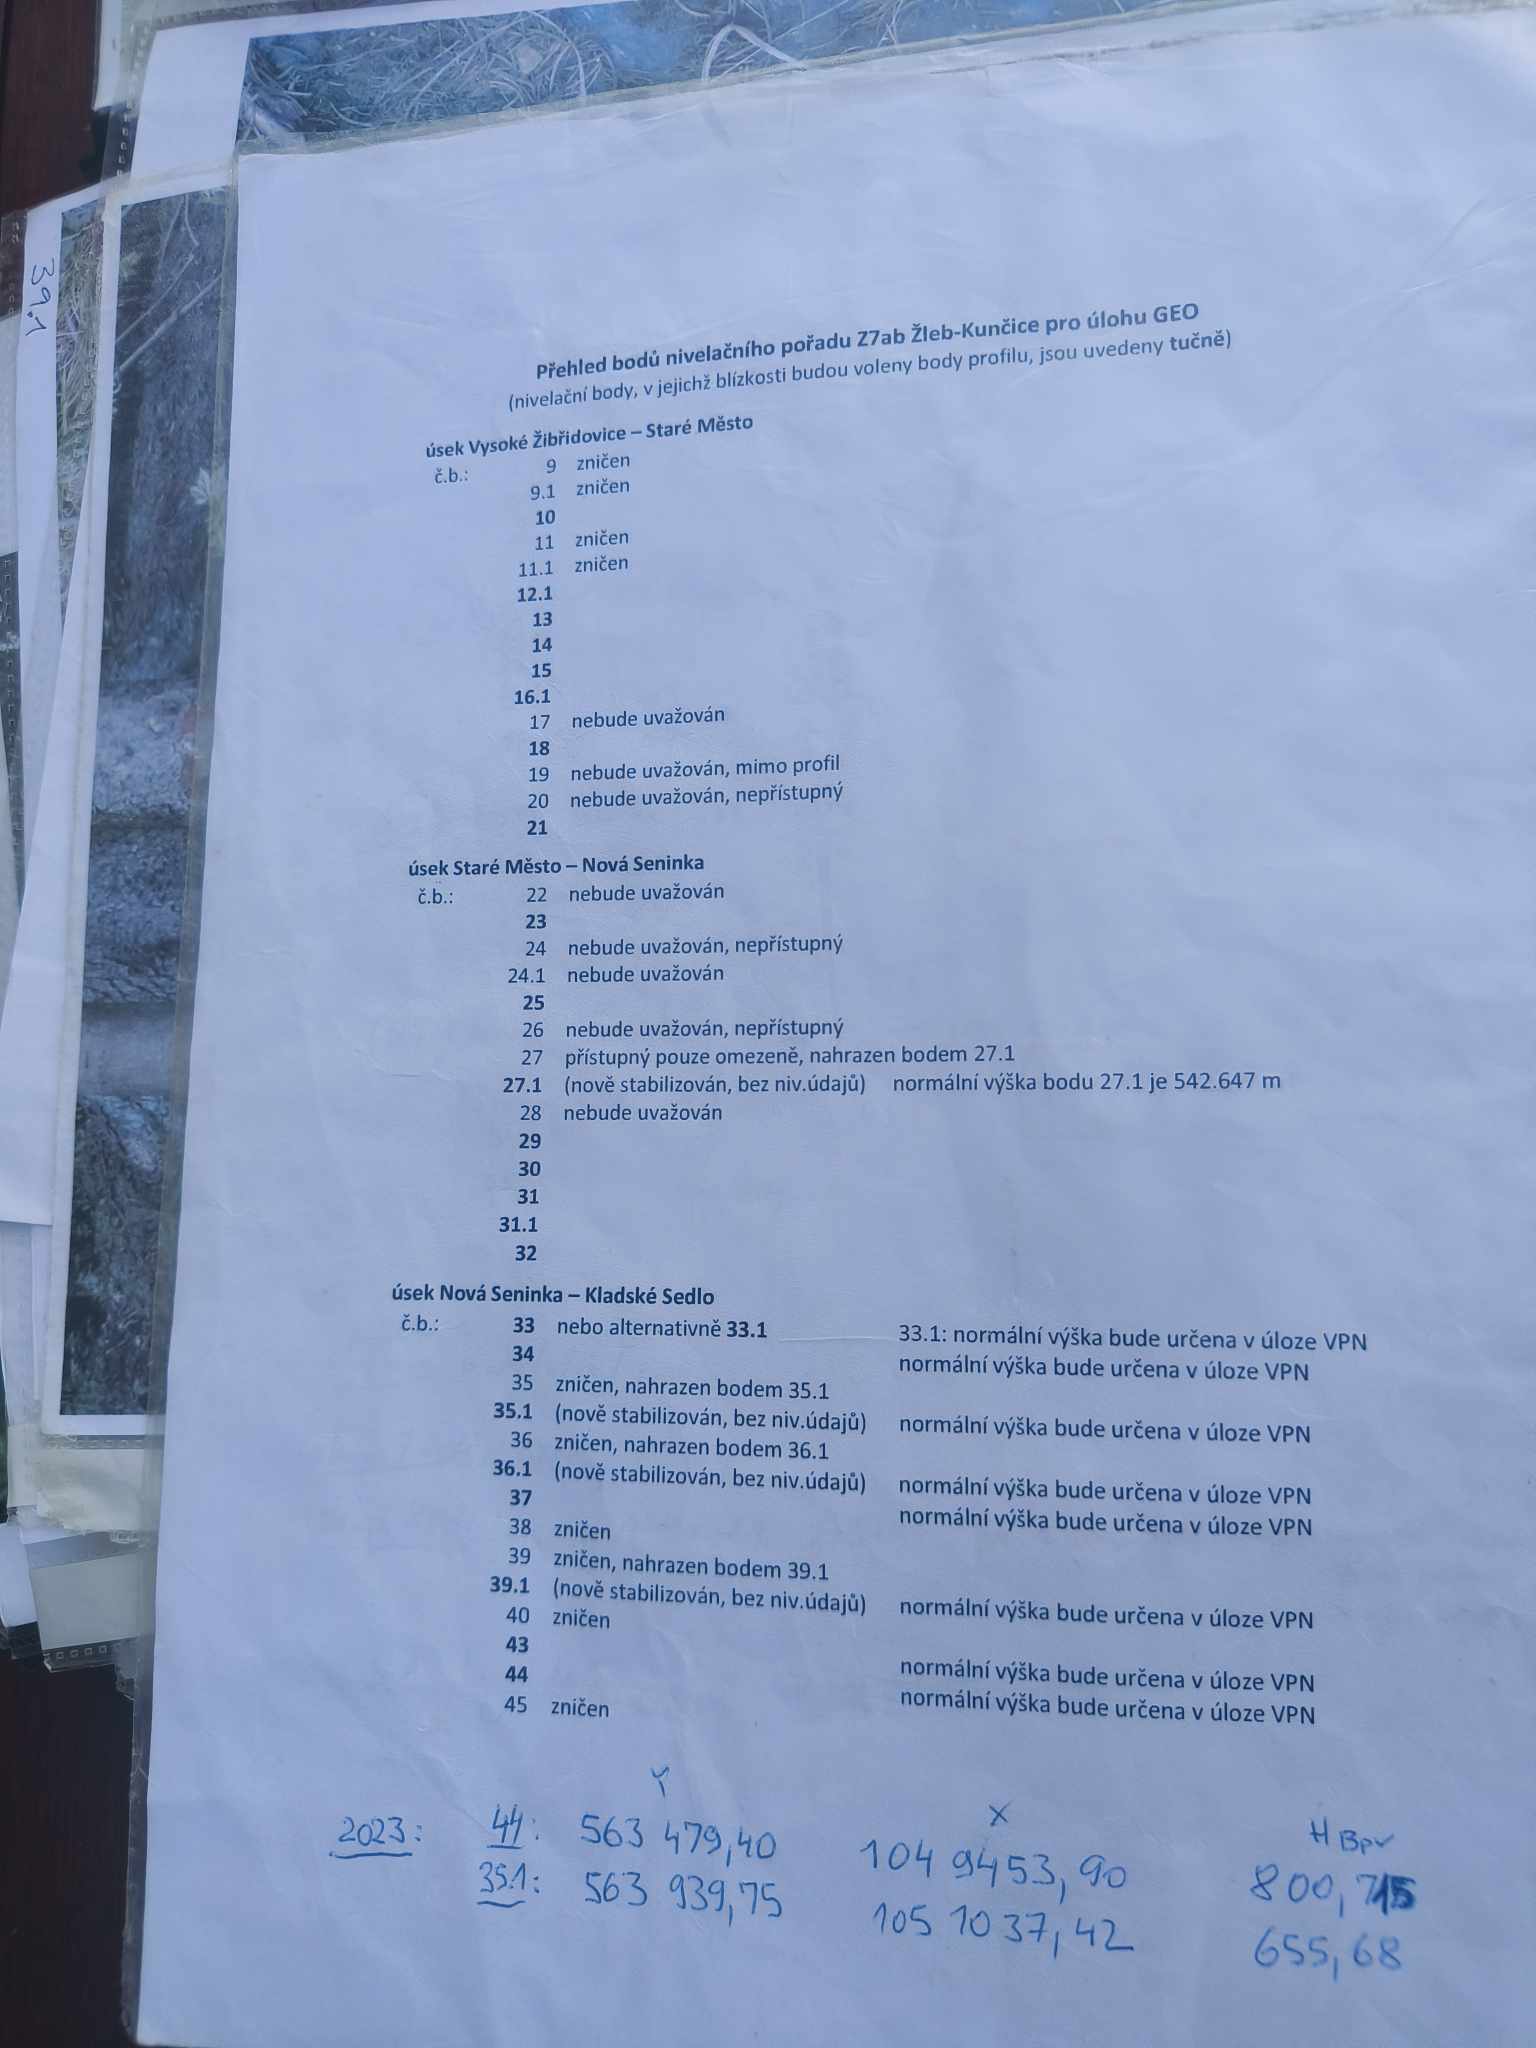 39.1
Přehled bodů nivelačního pořadu Z7ab Žleb-Kunčice pro úlohu GEO
(nivelační body, v jejichž blízkosti budou voleny body profilu, jsou uvedeny tučně)
úsek Vysoké Žibřidovice – Staré Město
č.b.: 9 zničen
9.1 zničen
10
11 zničen
11.1 zničen
12.1
13
14
15
16.1
17 nebude uvažován
18
19 nebude uvažován, mimo profil
20 nebude uvažován, nepřístupný
21
úsek Staré Město – Nová Seninka
č.b.: 22 nebude uvažován
23
24 nebude uvažován, nepřístupný
24.1 nebude uvažován
25
26 nebude uvažován, nepřístupný
27 přístupný pouze omezeně, nahrazen bodem 27.1
27.1 (nově stabilizován, bez niv.údajů) normální výška bodu 27.1 je 542.647 m
28 nebude uvažován
29
30
31
31.1
32
úsek Nová Seninka – Kladské Sedlo
č.b.: 33 nebo alternativně 33.1 33.1: normální výška bude určena v úloze VPN
34 normální výška bude určena v úloze VPN
35 zničen, nahrazen bodem 35.1
35.1 (nově stabilizován, bez niv.údajů) normální výška bude určena v úloze VPN
36 zničen, nahrazen bodem 36.1
36.1 (nově stabilizován, bez niv.údajů) normální výška bude určena v úloze VPN
37 normální výška bude určena v úloze VPN
38 zničen
39 zničen, nahrazen bodem 39.1
39.1 (nově stabilizován, bez niv.údajů) normální výška bude určena v úloze VPN
40 zničen
43 normální výška bude určena v úloze VPN
44 normální výška bude určena v úloze VPN
45 zničen
Y X H Bpv
2023: 44: 563 479,40 104 9453,90 800,715
35.1: 563 939,75 105 1037,42 655,68